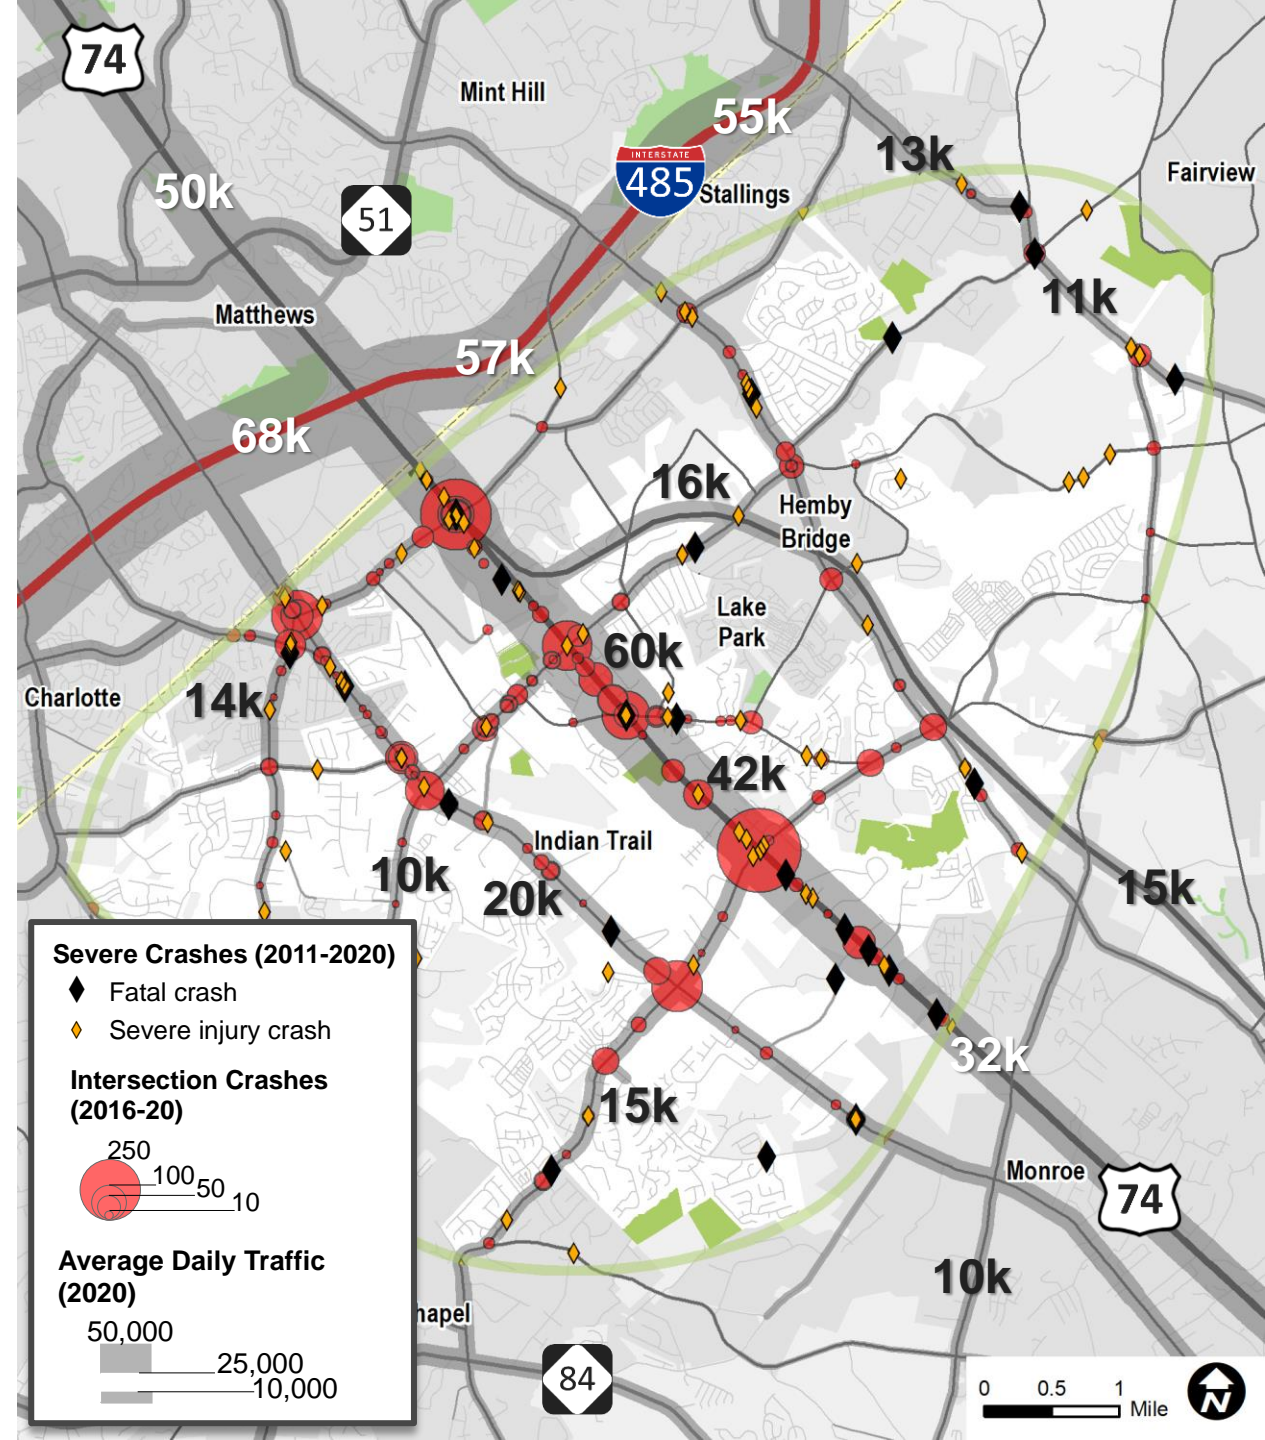 74
Mint Hill
55k
13k
Fairview
INTERSTATE
485
Stallings
50k
51
11k
Matthews
57k
68k
16k
Hemby
Bridge
Lake
Park
60k
Charlotte
14k
42k
Indian Trail
10k
20k
15k
32k
15k
Monroe
74
10k
hapel
84
Severe Crashes (2011-2020)
Fatal crash
Severe injury crash
Intersection Crashes
(2016-20)
250
100
50
10
Average Daily Traffic
(2020)
50,000
25,000
10,000
0 0.5 1
Mile
N